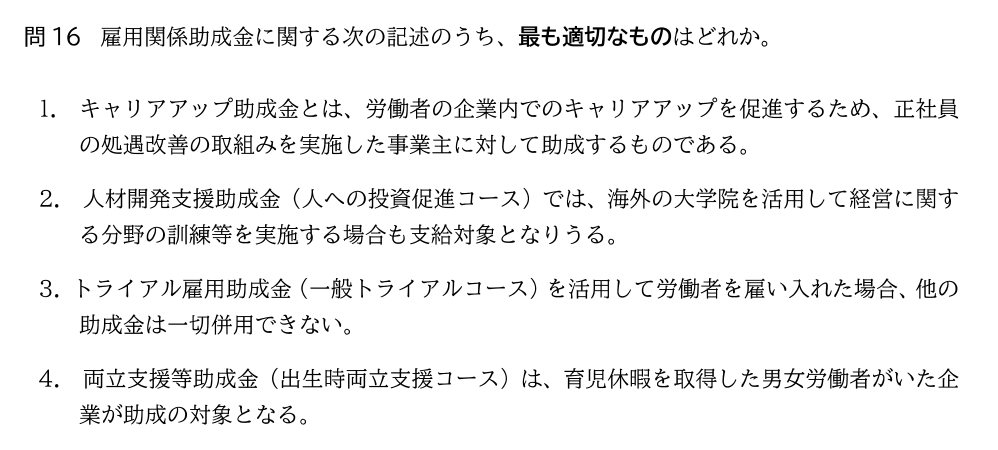 問16 雇用関係助成金に関する次の記述のうち、最も適切なものはどれか。
1. キャリアアップ助成金とは、労働者の企業内でのキャリアアップを促進するため、正社員
の処遇改善の取組みを実施した事業主に対して助成するものである。
2. 人材開発支援助成金（人への投資促進コース）では、海外の大学院を活用して経営に関す
る分野の訓練等を実施する場合も支給対象となりうる。
3. トライアル雇用助成金（一般トライアルコース）を活用して労働者を雇い入れた場合、他の
助成金は一切併用できない。
4. 両立支援等助成金（出生時両立支援コース）は、育児休暇を取得した男女労働者がいた企
業が助成の対象となる。